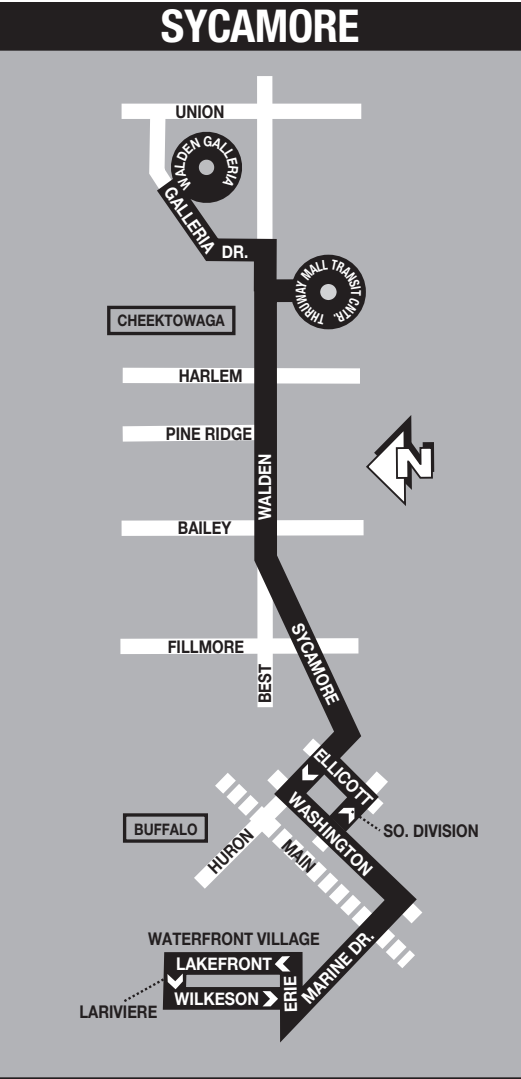 SYCAMORE
UNION
WALDEN GALLERIA
GALLERIA
DR.
THRUWAY MALL TRANSIT CNTR.
CHEEKTOWAGA
HARLEM
PINE RIDGE
N
WALDEN
BAILEY
SYCAMORE
FILLMORE
BEST
ELLICOTT
WASHINGTON
BUFFALO
SO. DIVISION
HURON
MAIN
WATERFRONT VILLAGE
LAKEFRONT
MARINE DR.
ERIE
WILKESON
LARIVIERE